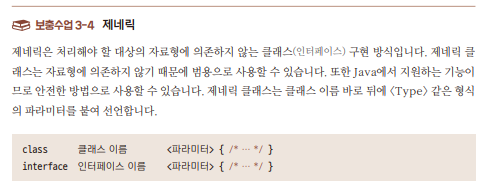 보충수업 3-4 제네릭
제네릭은 처리해야 할 대상의 자료형에 의존하지 않는 클래스(인터페이스) 구현 방식입니다. 제네릭 클
래스는 자료형에 의존하지 않기 때문에 범용으로 사용할 수 있습니다. 또한 Java에서 지원하는 기능이
므로 안전한 방법으로 사용할 수 있습니다. 제네릭 클래스는 클래스 이름 바로 뒤에 <Type> 같은 형식
의 파라미터를 붙여 선언합니다.
class 클래스 이름 <파라미터> { /* … */ }
interface 인터페이스 이름 <파라미터> { /* … */ }